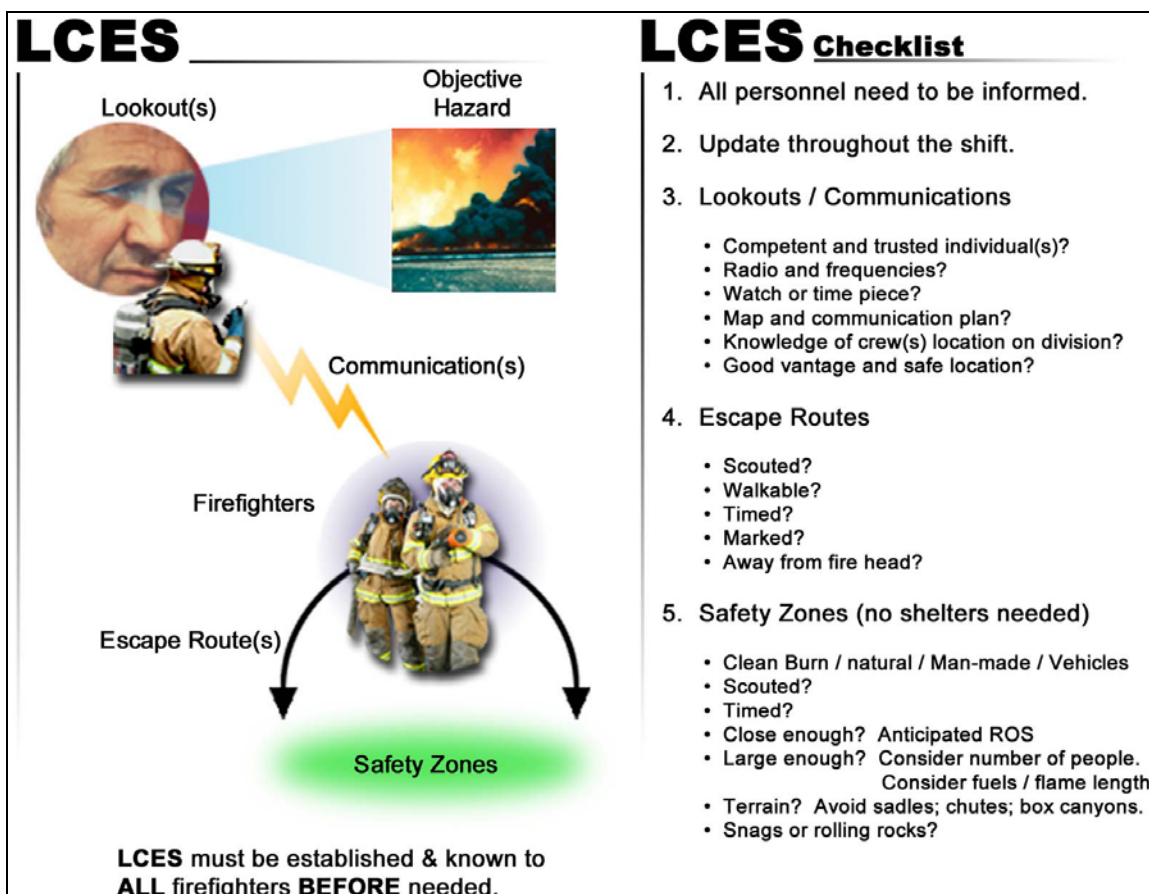 LCES
Lookout(s)
Objective
Hazard
Communication(s)
Firefighters
Escape Route(s)
Safety Zones
LCES must be established & known to
ALL firefighters BEFORE needed.
LCES Checklist
1. All personnel need to be informed.
2. Update throughout the shift.
3. Lookouts / Communications
• Competent and trusted individual(s)?
• Radio and frequencies?
• Watch or time piece?
• Map and communication plan?
• Knowledge of crew(s) location on division?
• Good vantage and safe location?
4. Escape Routes
• Scouted?
• Walkable?
• Timed?
• Marked?
• Away from fire head?
5. Safety Zones (no shelters needed)
• Clean Burn / natural / Man-made / Vehicles
• Scouted?
• Timed?
• Close enough? Anticipated ROS
• Large enough? Consider number of people.
Consider fuels / flame length
• Terrain? Avoid sadles; chutes; box canyons.
• Snags or rolling rocks?